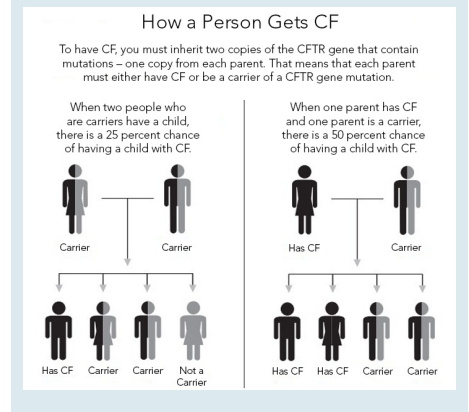 How a Person Gets CF
To have CF, you must inherit two copies of the CFTR gene that contain
mutations – one copy from each parent. That means that each parent
must either have CF or be a carrier of a CFTR gene mutation.
When two people who
are carriers have a child,
there is a 25 percent chance
of having a child with CF.
Carrier Carrier
Has CF Carrier Carrier Not a
Carrier
When one parent has CF
and one parent is a carrier,
there is a 50 percent chance
of having a child with CF.
Has CF Carrier
Has CF Has CF Carrier Carrier